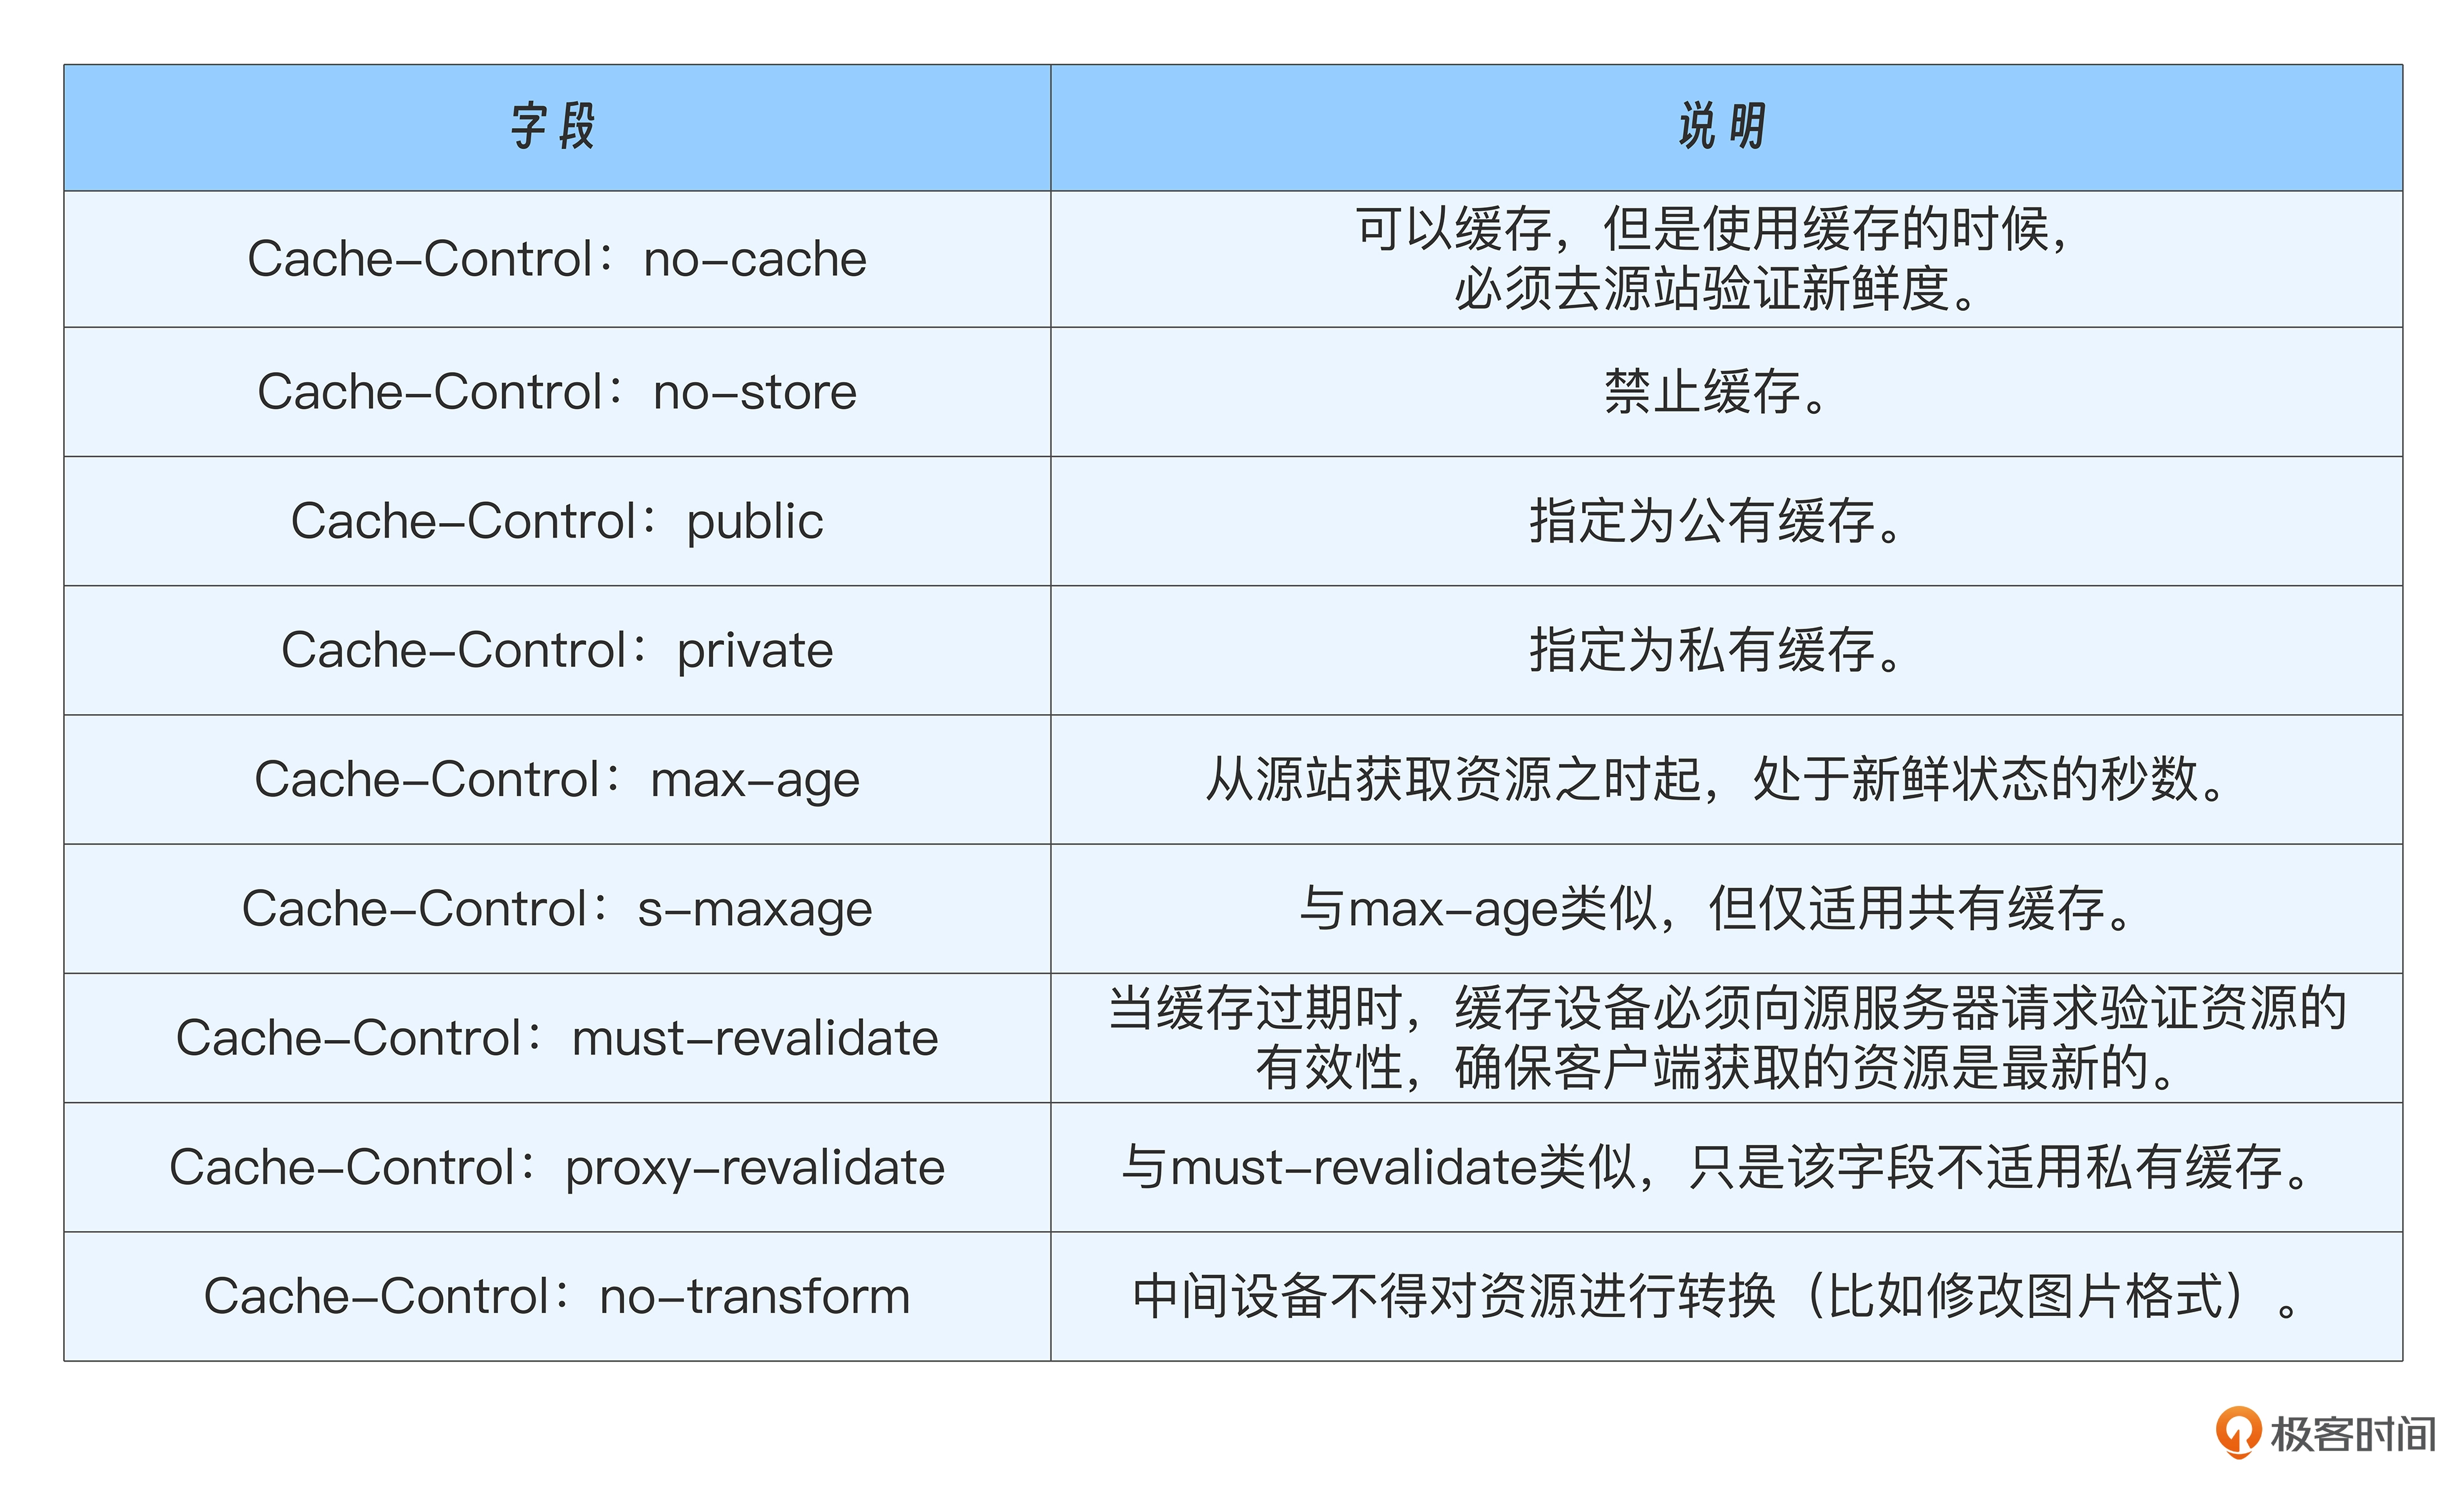 字段
说明
Cache-Control：no-cache
可以缓存，但是使用缓存的时候，
必须去源站验证新鲜度。
Cache-Control：no-store
禁止缓存。
Cache-Control：public
指定为公有缓存。
Cache-Control：private
指定为私有缓存。
Cache-Control：max-age
从源站获取资源之时起，处于新鲜状态的秒数。
Cache-Control：s-maxage
与max-age类似，但仅适用共有缓存。
Cache-Control：must-revalidate
当缓存过期时，缓存设备必须向源服务器请求验证资源的
有效性，确保客户端获取的资源是最新的。
Cache-Control：proxy-revalidate
与must-revalidate类似，只是该字段不适用私有缓存。
Cache-Control：no-transform
中间设备不得对资源进行转换（比如修改图片格式）。
极客时间